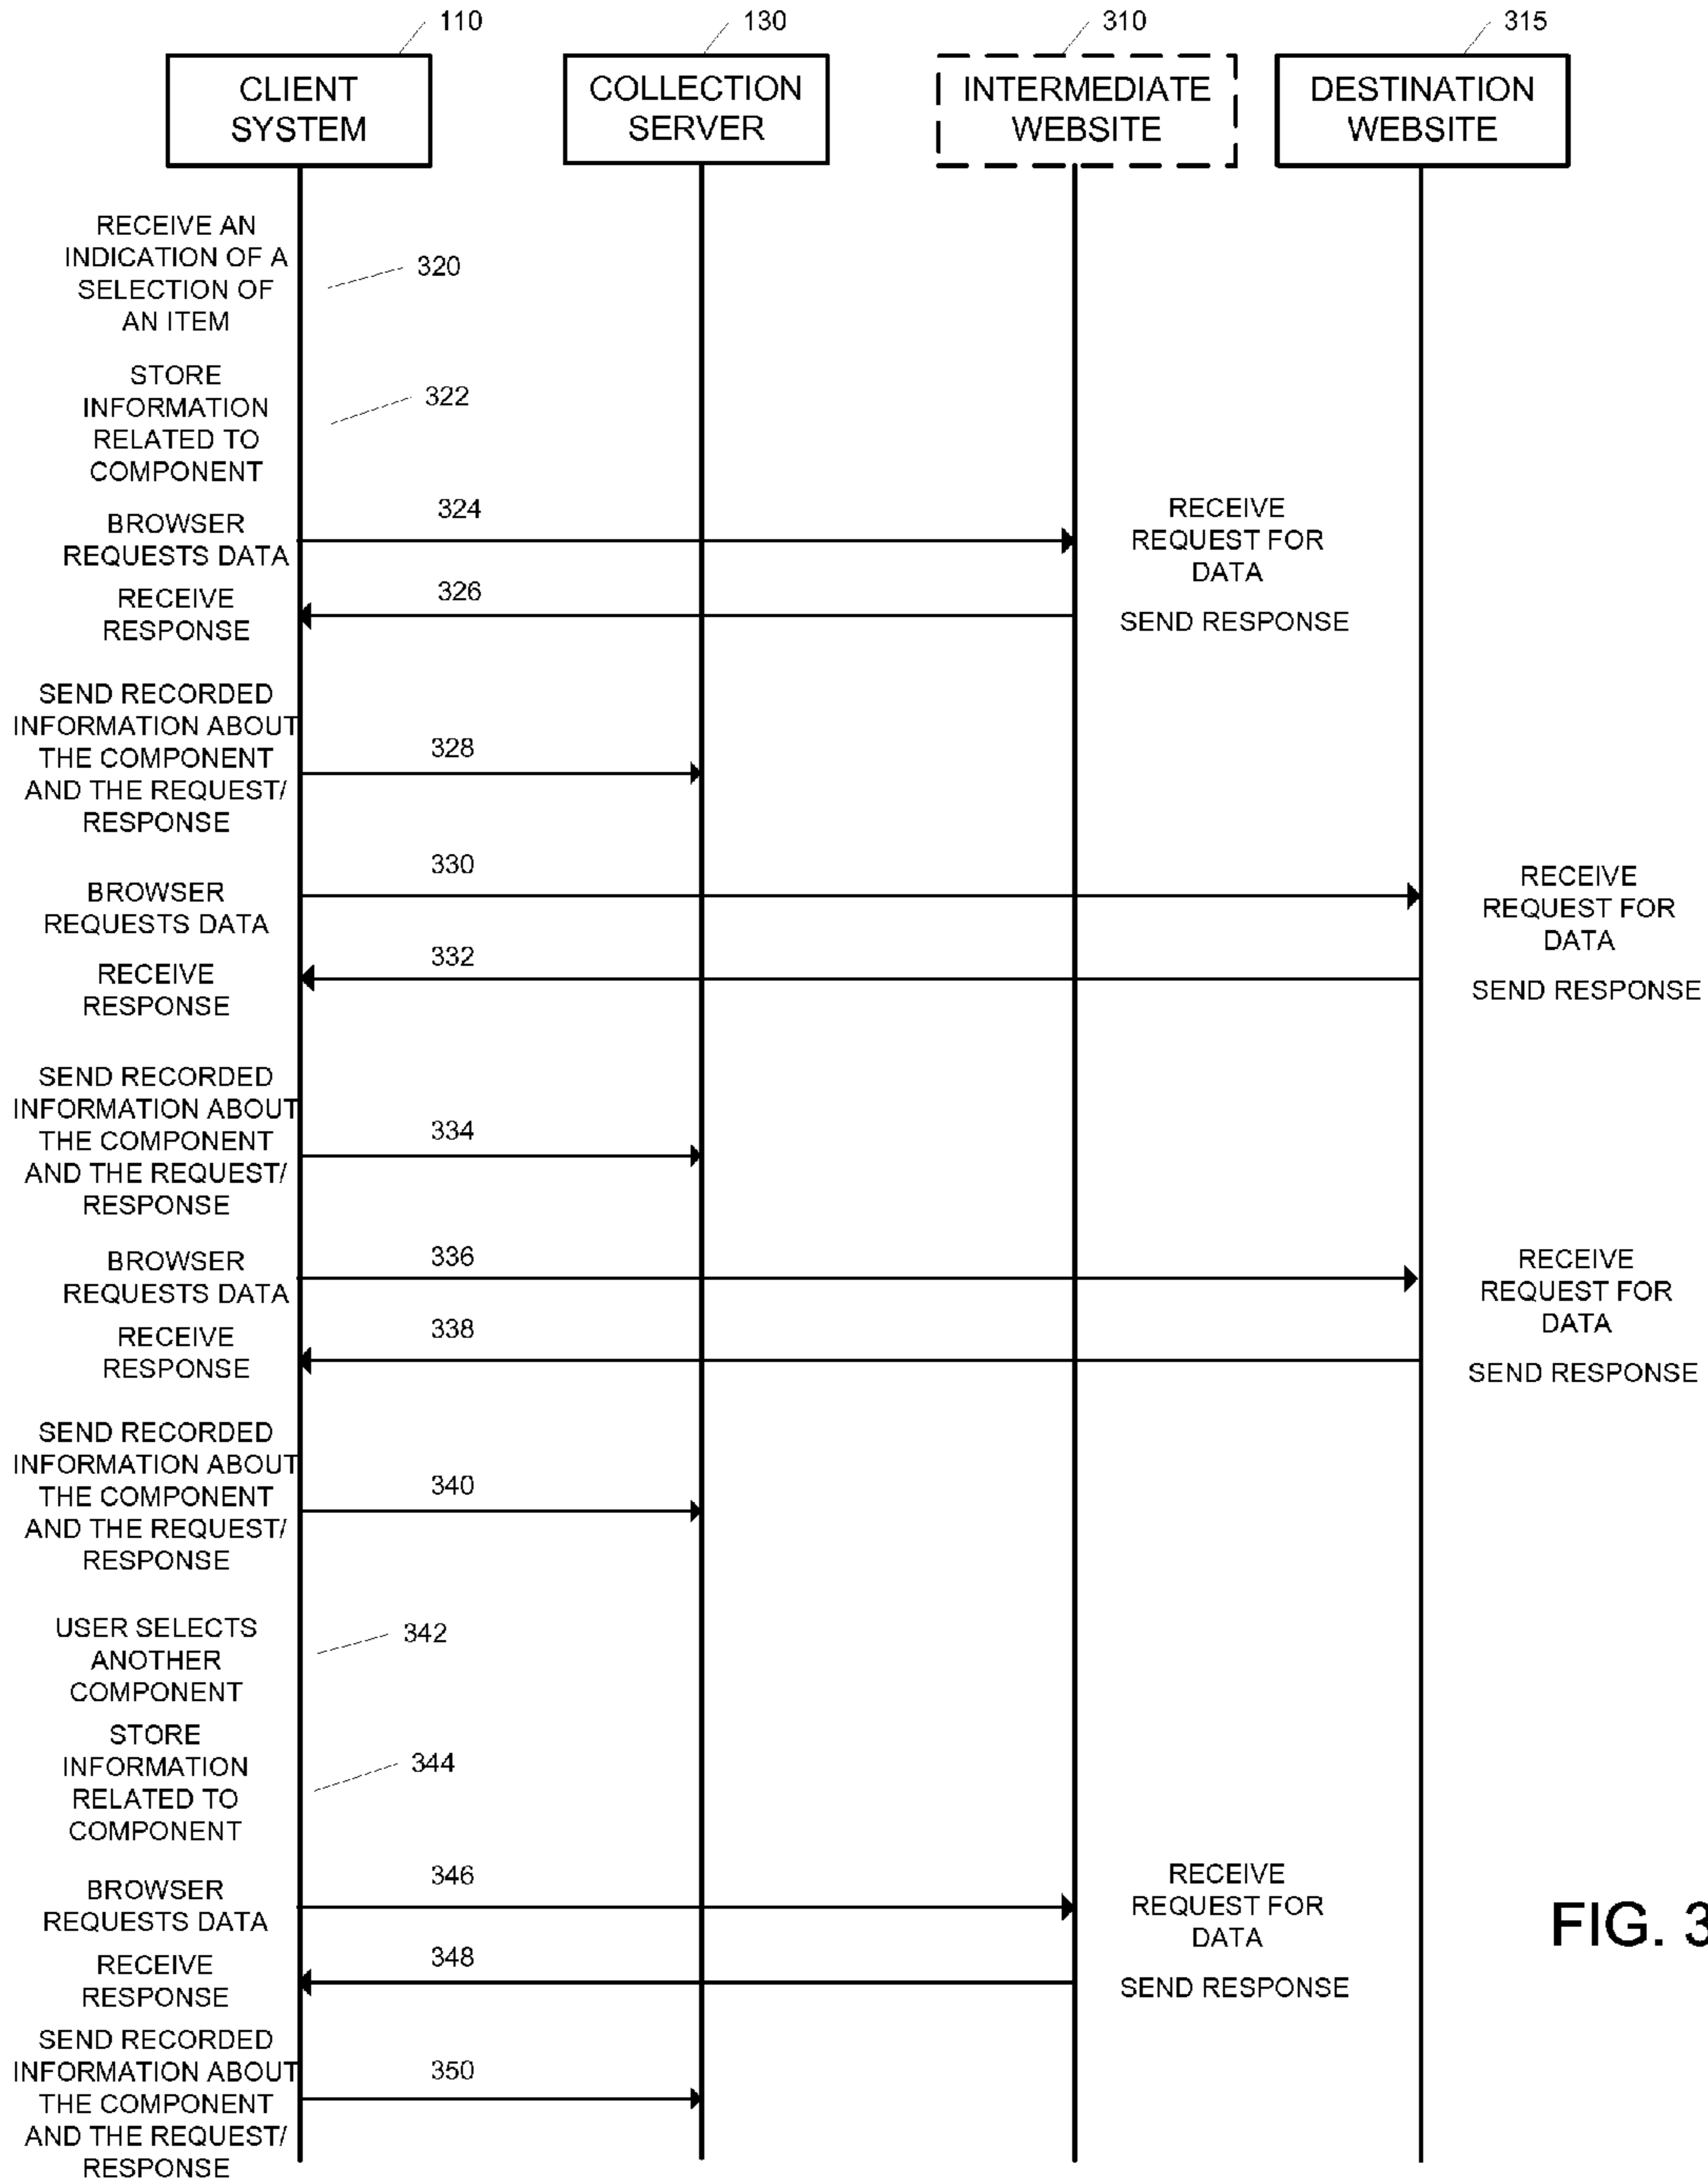 110
130
310
315
CLIENT
SYSTEM
COLLECTION
SERVER
INTERMEDIATE
WEBSITE
DESTINATION
WEBSITE
RECEIVE AN
INDICATION OF A
SELECTION OF
AN ITEM
320
STORE
INFORMATION
RELATED TO
COMPONENT
322
BROWSER
REQUESTS DATA
324
RECEIVE
REQUEST FOR
DATA
RECEIVE
RESPONSE
326
SEND RESPONSE
SEND RECORDED
INFORMATION ABOUT
THE COMPONENT
AND THE REQUEST/
RESPONSE
328
BROWSER
REQUESTS DATA
330
RECEIVE
REQUEST FOR
DATA
RECEIVE
RESPONSE
332
SEND RESPONSE
SEND RECORDED
INFORMATION ABOUT
THE COMPONENT
AND THE REQUEST/
RESPONSE
334
BROWSER
REQUESTS DATA
336
RECEIVE
REQUEST FOR
DATA
RECEIVE
RESPONSE
338
SEND RESPONSE
SEND RECORDED
INFORMATION ABOUT
THE COMPONENT
AND THE REQUEST/
RESPONSE
340
USER SELECTS
ANOTHER
COMPONENT
342
STORE
INFORMATION
RELATED TO
COMPONENT
344
BROWSER
REQUESTS DATA
346
RECEIVE
REQUEST FOR
DATA
RECEIVE
RESPONSE
348
SEND RESPONSE
SEND RECORDED
INFORMATION ABOUT
THE COMPONENT
AND THE REQUEST/
RESPONSE
350
FIG. 3